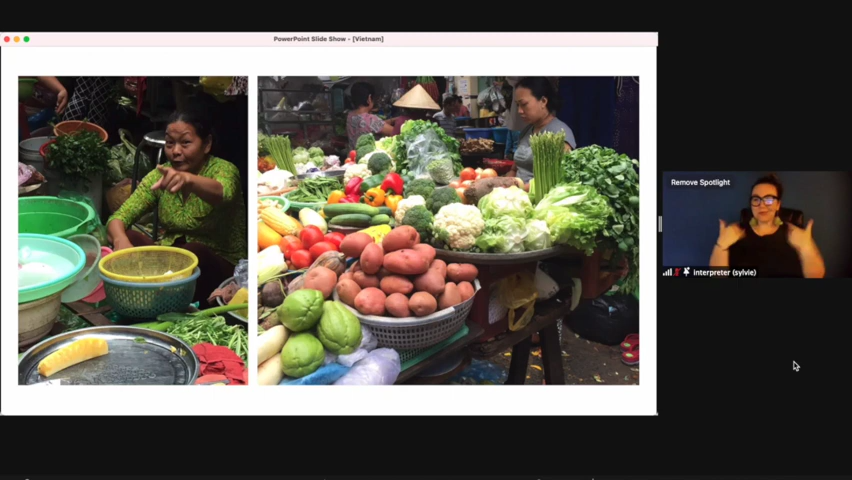 PowerPoint Slide Show - [Vietnam]
Remove Spotlight
interpreter (sylvie)